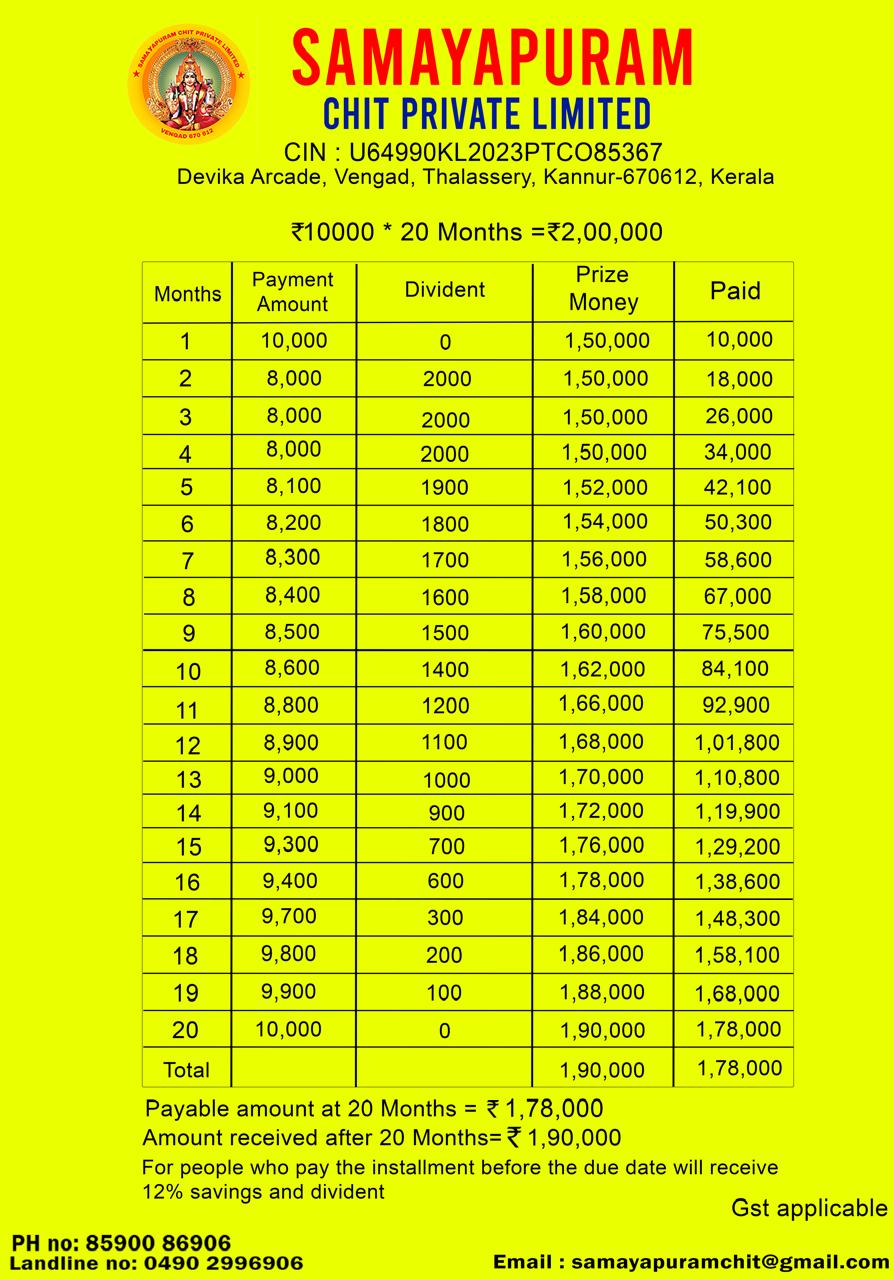 SAMAYAPURAM CHIT PRIVATE LIMITED
VENGAD 670 612
SAMAYAPURAM
CHIT PRIVATE LIMITED
CIN : U64990KL2023PTCO85367
Devika Arcade, Vengad, Thalassery, Kannur-670612, Kerala
₹10000 * 20 Months =₹2,00,000
Months Payment Amount Divident Prize Money Paid
1 10,000 0 1,50,000 10,000
2 8,000 2000 1,50,000 18,000
3 8,000 2000 1,50,000 26,000
4 8,000 2000 1,50,000 34,000
5 8,100 1900 1,52,000 42,100
6 8,200 1800 1,54,000 50,300
7 8,300 1700 1,56,000 58,600
8 8,400 1600 1,58,000 67,000
9 8,500 1500 1,60,000 75,500
10 8,600 1400 1,62,000 84,100
11 8,800 1200 1,66,000 92,900
12 8,900 1100 1,68,000 1,01,800
13 9,000 1000 1,70,000 1,10,800
14 9,100 900 1,72,000 1,19,900
15 9,300 700 1,76,000 1,29,200
16 9,400 600 1,78,000 1,38,600
17 9,700 300 1,84,000 1,48,300
18 9,800 200 1,86,000 1,58,100
19 9,900 100 1,88,000 1,68,000
20 10,000 0 1,90,000 1,78,000
Total 1,90,000 1,78,000
Payable amount at 20 Months = ₹ 1,78,000
Amount received after 20 Months= ₹ 1,90,000
For people who pay the installment before the due date will receive
12% savings and divident
Gst applicable
PH no: 85900 86906
Landline no: 0490 2996906
Email : samayapuramchit@gmail.com